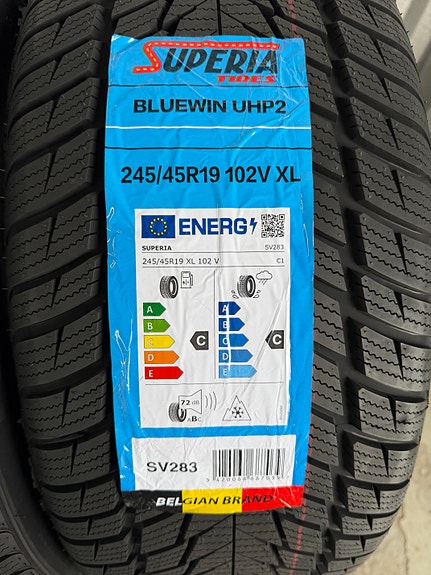 SUPERIA
TIRES
BLUEWIN UHP2
245/45R19 102V XL
ENERG
SUPERIA SV283
245/45R19 XL 102 V C1
A A
B B
C C C C
D D
E E
72 dB
ABC
SV283
BELGIAN BRAND